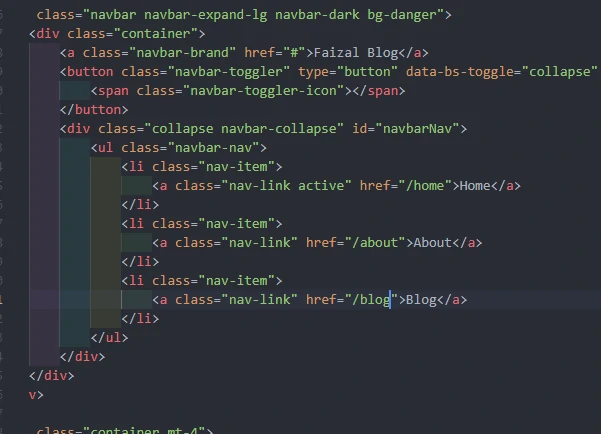 class="navbar navbar-expand-lg navbar-dark bg-danger">
<div class="container">
<a class="navbar-brand" href="#">Faizal Blog</a>
<button class="navbar-toggler" type="button" data-bs-toggle="collapse"
<span class="navbar-toggler-icon"></span>
</button>
<div class="collapse navbar-collapse" id="navbarNav">
<ul class="navbar-nav">
<li class="nav-item">
<a class="nav-link active" href="/home">Home</a>
</li>
<li class="nav-item">
<a class="nav-link" href="/about">About</a>
</li>
<li class="nav-item">
<a class="nav-link" href="/blog">Blog</a>
</li>
</ul>
</div>
</div>
v>
class="container mt-4">